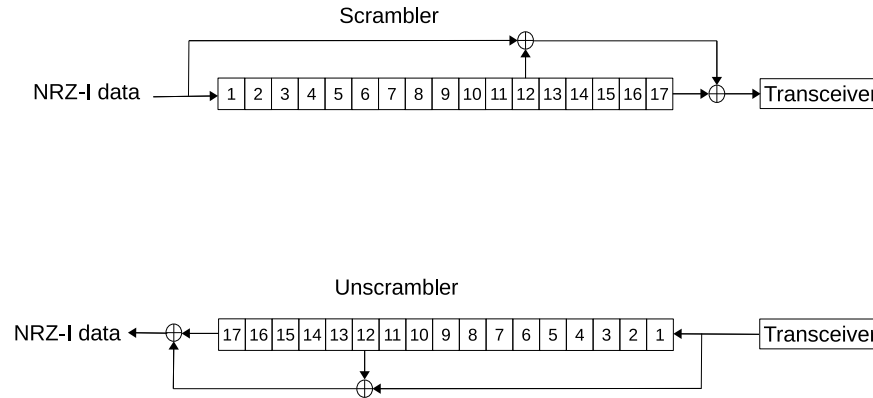 Scrambler
NRZ-I data
1 2 3 4 5 6 7 8 9 10 11 12 13 14 15 16 17
Transceiver
Unscrambler
NRZ-I data
17 16 15 14 13 12 11 10 9 8 7 6 5 4 3 2 1
Transceiver